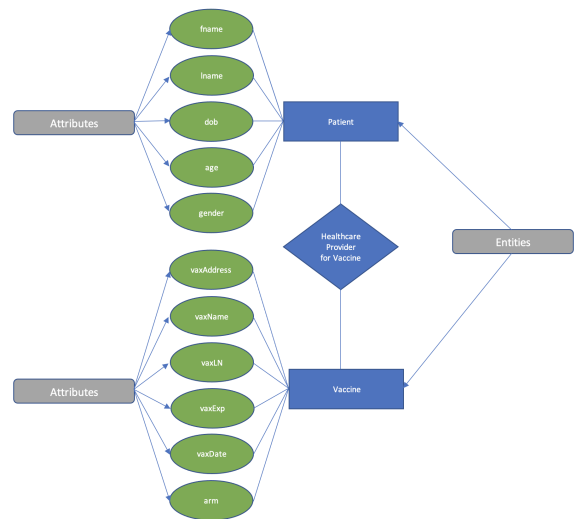 fname
lname
Attributes
dob
Patient
age
gender
Healthcare
Provider
for Vaccine
Entities
vaxAddress
vaxName
vaxLN
Attributes
Vaccine
vaxExp
vaxDate
arm